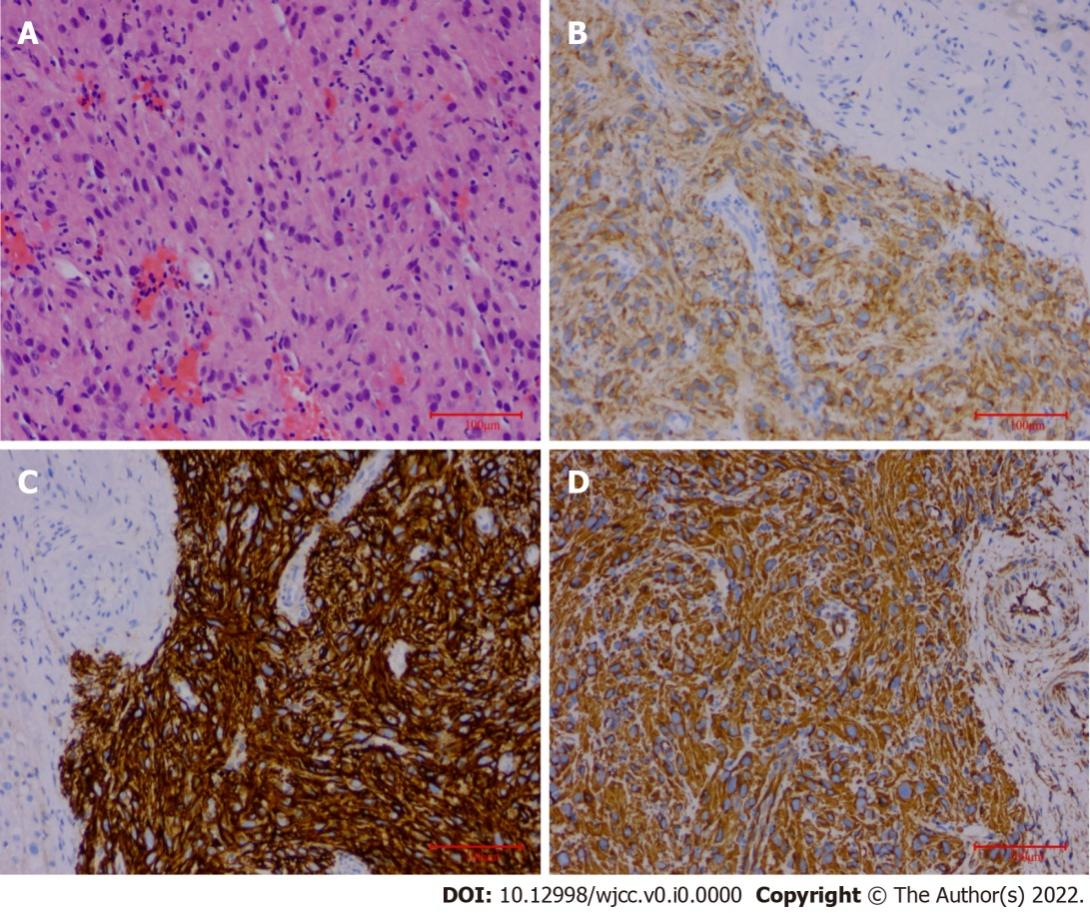 A
B
100μm
100μm
C
D
DOI: 10.12998/wjcc.v0.i0.0000 Copyright © The Author(s) 2022.